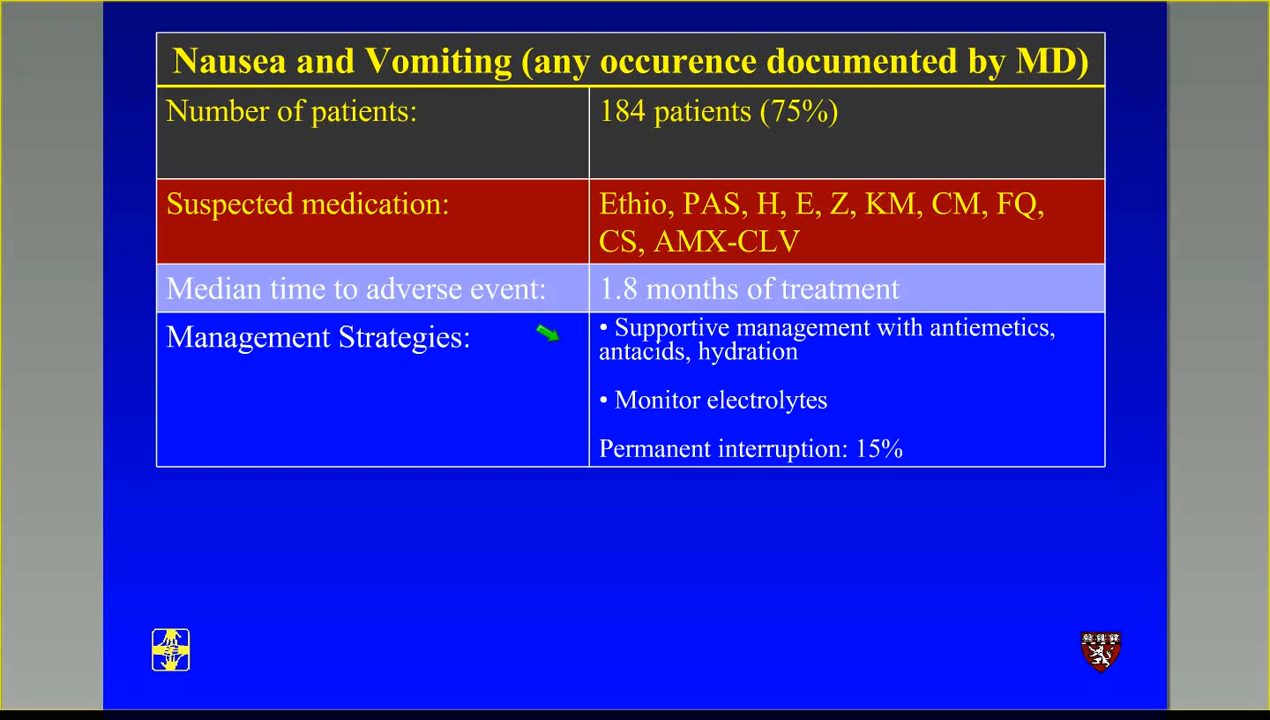 Nausea and Vomiting (any occurence documented by MD)
Number of patients:
184 patients (75%)
Suspected medication:
Ethio, PAS, H, E, Z, KM, CM, FQ,
CS, AMX-CLV
Median time to adverse event:
1.8 months of treatment
Management Strategies:
• Supportive management with antiemetics,
antacids, hydration
• Monitor electrolytes
Permanent interruption: 15%